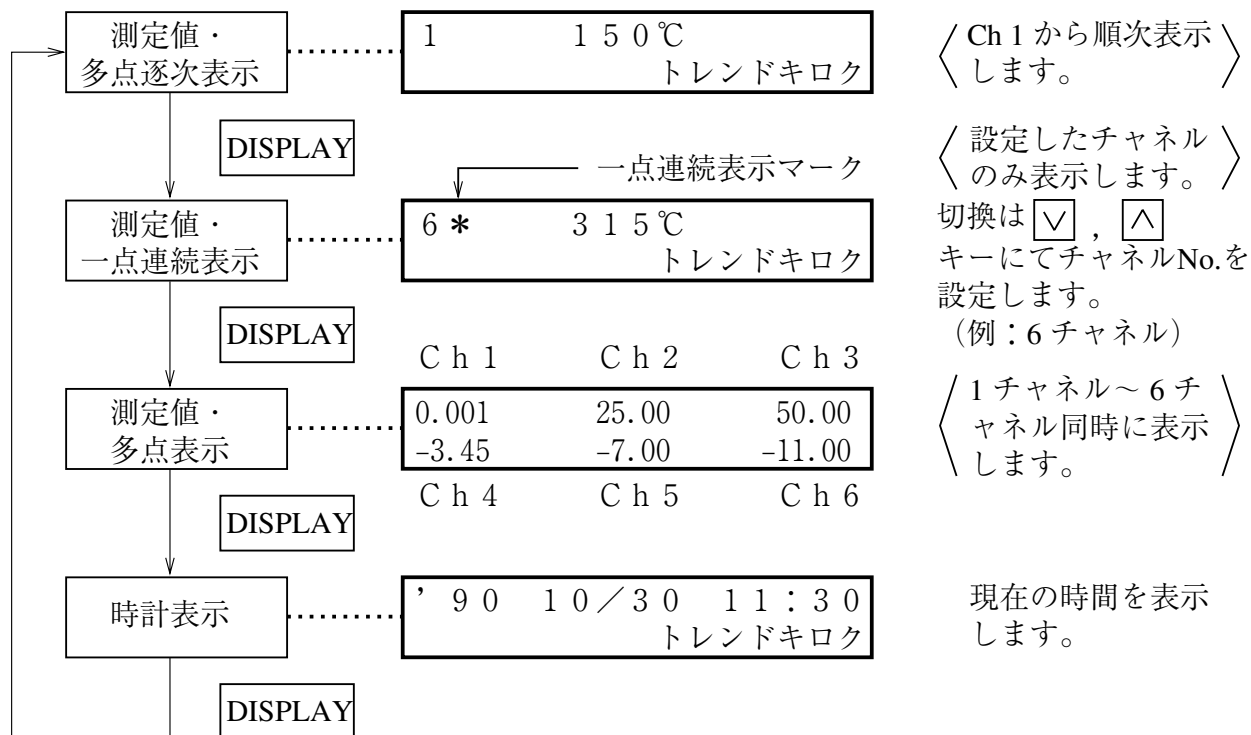 測定値・
多点逐次表示
1 150℃
トレンドキロク
Ch 1 から順次表示
します。
DISPLAY
一点連続表示マーク
設定したチャネル
のみ表示します。
測定値・
一点連続表示
6* 315℃
トレンドキロク
切換は ∨ , ∧
キーにてチャネルNo.を
設定します。
(例：6 チャネル)
DISPLAY
Ch1 Ch2 Ch3
測定値・
多点表示
0.001 25.00 50.00
-3.45 -7.00 -11.00
Ch4 Ch5 Ch6
1 チャネル～ 6 チ
ャネル同時に表示
します。
DISPLAY
時計表示
’90 10／30 11：30
トレンドキロク
現在の時間を表示
します。
DISPLAY